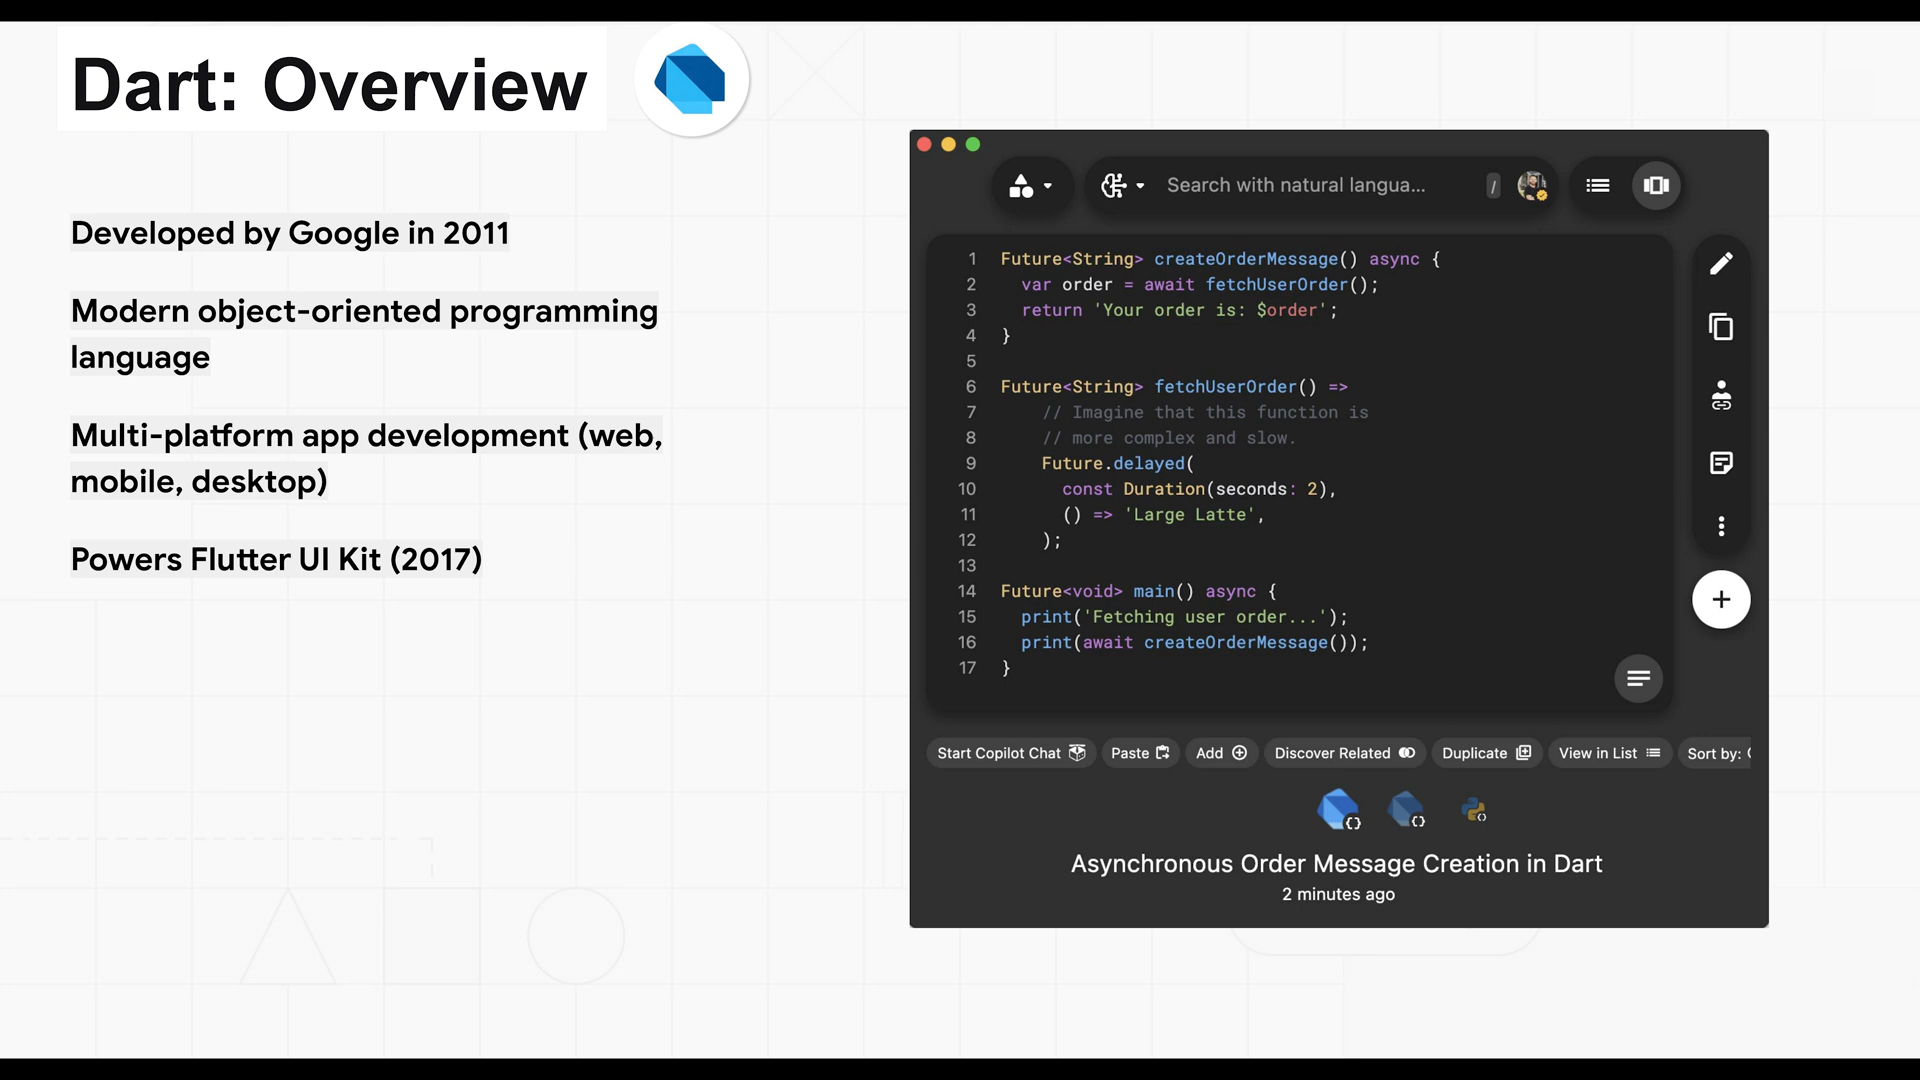 Dart: Overview
Developed by Google in 2011
Modern object-oriented programming
language
Multi-platform app development (web,
mobile, desktop)
Powers Flutter UI Kit (2017)
Search with natural langua... /
1 Future<String> createOrderMessage() async {
2   var order = await fetchUserOrder();
3   return 'Your order is: $order';
4 }
5
6 Future<String> fetchUserOrder() =>
7     // Imagine that this function is
8     // more complex and slow.
9     Future.delayed(
10       const Duration(seconds: 2),
11       () => 'Large Latte',
12     );
13
14 Future<void> main() async {
15   print('Fetching user order...');
16   print(await createOrderMessage());
17 }
Start Copilot Chat Paste Add Discover Related Duplicate View in List Sort by:
Asynchronous Order Message Creation in Dart
2 minutes ago